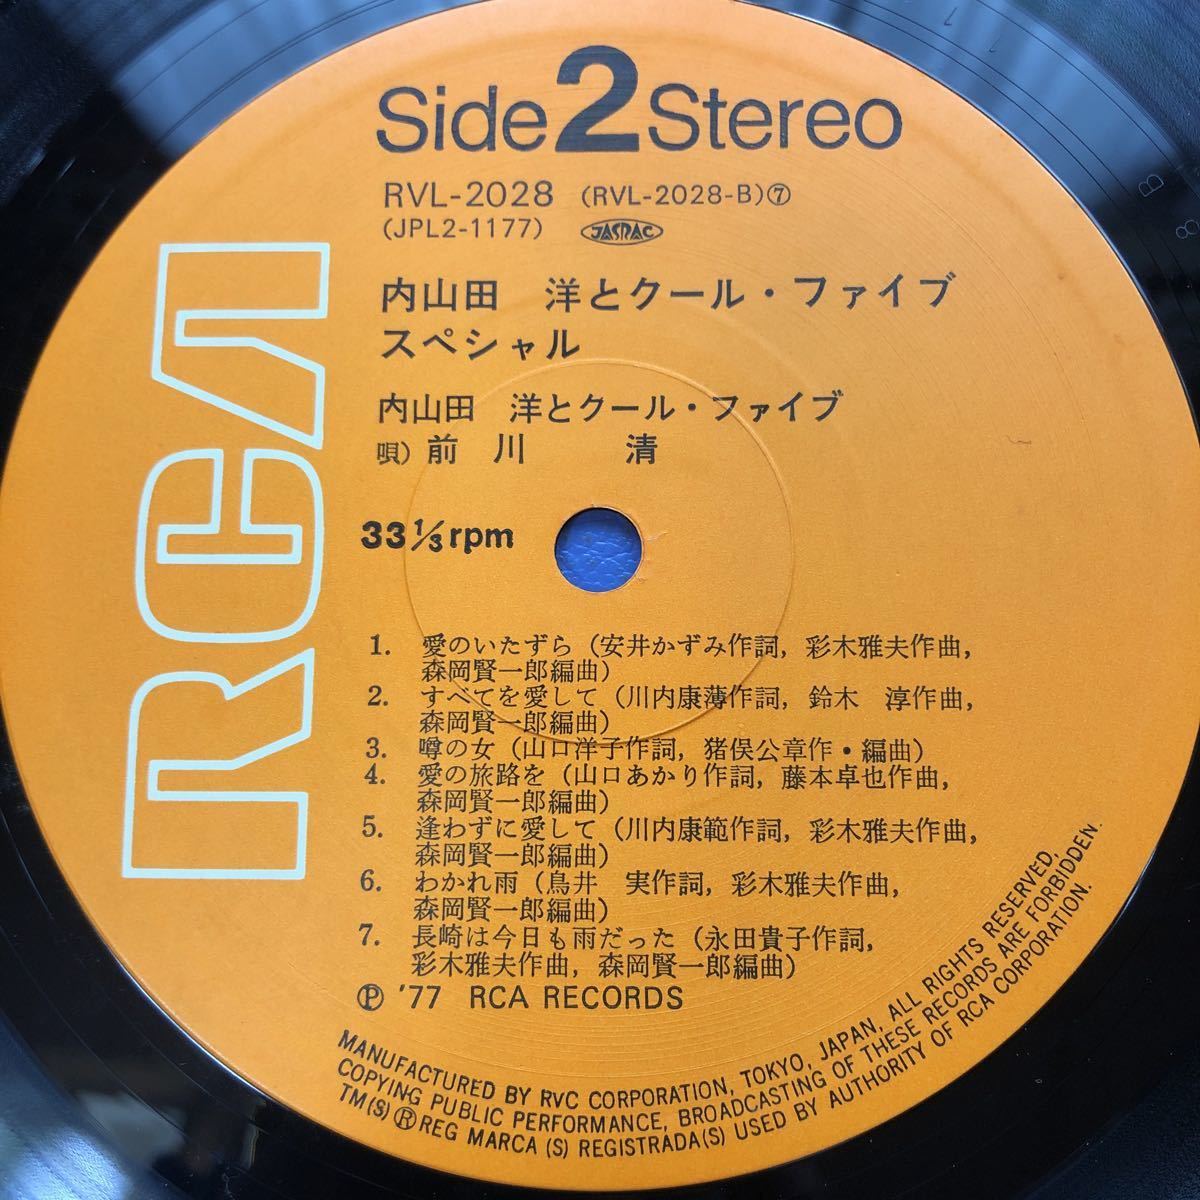 Side 2 Stereo
RVL-2028 (RVL-2028-B)⑦
(JPL2-1177) JASRAC
内山田 洋とクール・ファイブ
スペシャル
内山田 洋とクール・ファイブ
唄) 前川 清
33 1/3 rpm
RCA
1. 愛のいたずら (安井かずみ作詞, 彩木雅夫作曲,
森岡賢一郎編曲)
2. すべてを愛して (川内康薄作詞, 鈴木 淳作曲,
森岡賢一郎編曲)
3. 噂の女 (山口洋子作詞, 猪俣公章作・編曲)
4. 愛の旅路を (山口あかり作詞, 藤本卓也作曲,
森岡賢一郎編曲)
5. 逢わずに愛して (川内康範作詞, 彩木雅夫作曲,
森岡賢一郎編曲)
6. わかれ雨 (鳥井 実作詞, 彩木雅夫作曲,
森岡賢一郎編曲)
7. 長崎は今日も雨だった (永田貴子作詞,
彩木雅夫作曲, 森岡賢一郎編曲)
Ⓟ '77 RCA RECORDS
MANUFACTURED BY RVC CORPORATION, TOKYO, JAPAN, ALL RIGHTS RESERVED,
COPYING PUBLIC PERFORMANCE, BROADCASTING OF THESE RECORDS ARE FORBIDDEN.
TM(S) ® REG MARCA (S) REGISTRADA(S) USED BY AUTHORITY OF RCA CORPORATION.